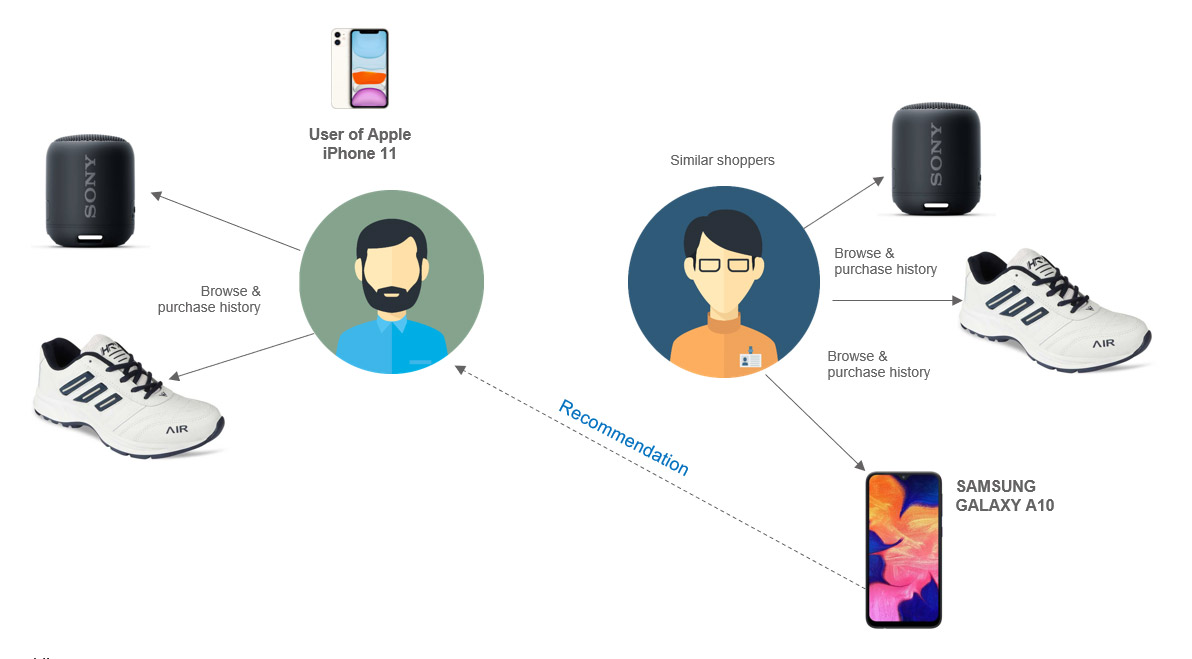 User of Apple
iPhone 11
Similar shoppers
SONY
SONY
Browse &
purchase history
Browse &
purchase history
AIR
AIR
Browse &
purchase history
Recommendation
SAMSUNG
GALAXY A10